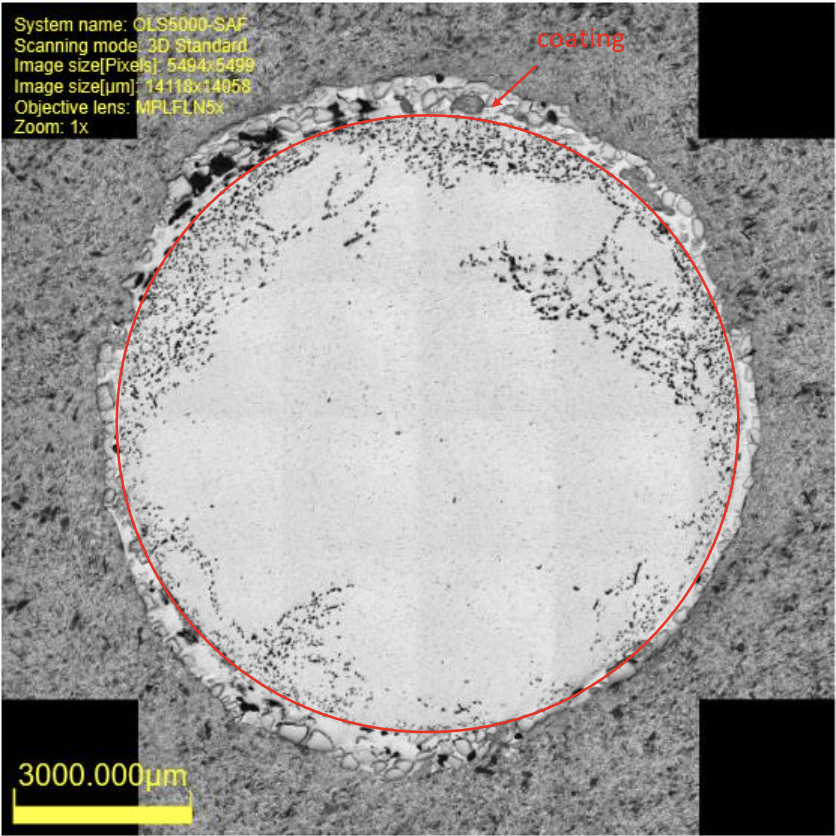 System name: OLS5000-SAF
Scanning mode: 3D Standard
Image size[Pixels]: 5494x5499
Image size[µm]: 14118x14058
Objective lens: MPLFLN5x
Zoom: 1x
coating
3000.000µm